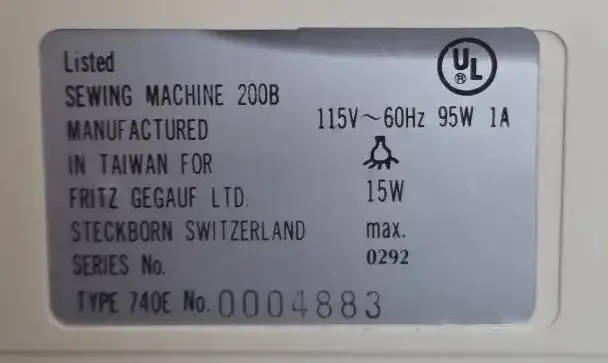 Listed
UL ®
SEWING MACHINE 200B
MANUFACTURED 115V~60Hz 95W 1A
IN TAIWAN FOR
FRITZ GEGAUF LTD. 15W
STECKBORN SWITZERLAND max.
SERIES No. 0292
TYPE 740E No. 0004883